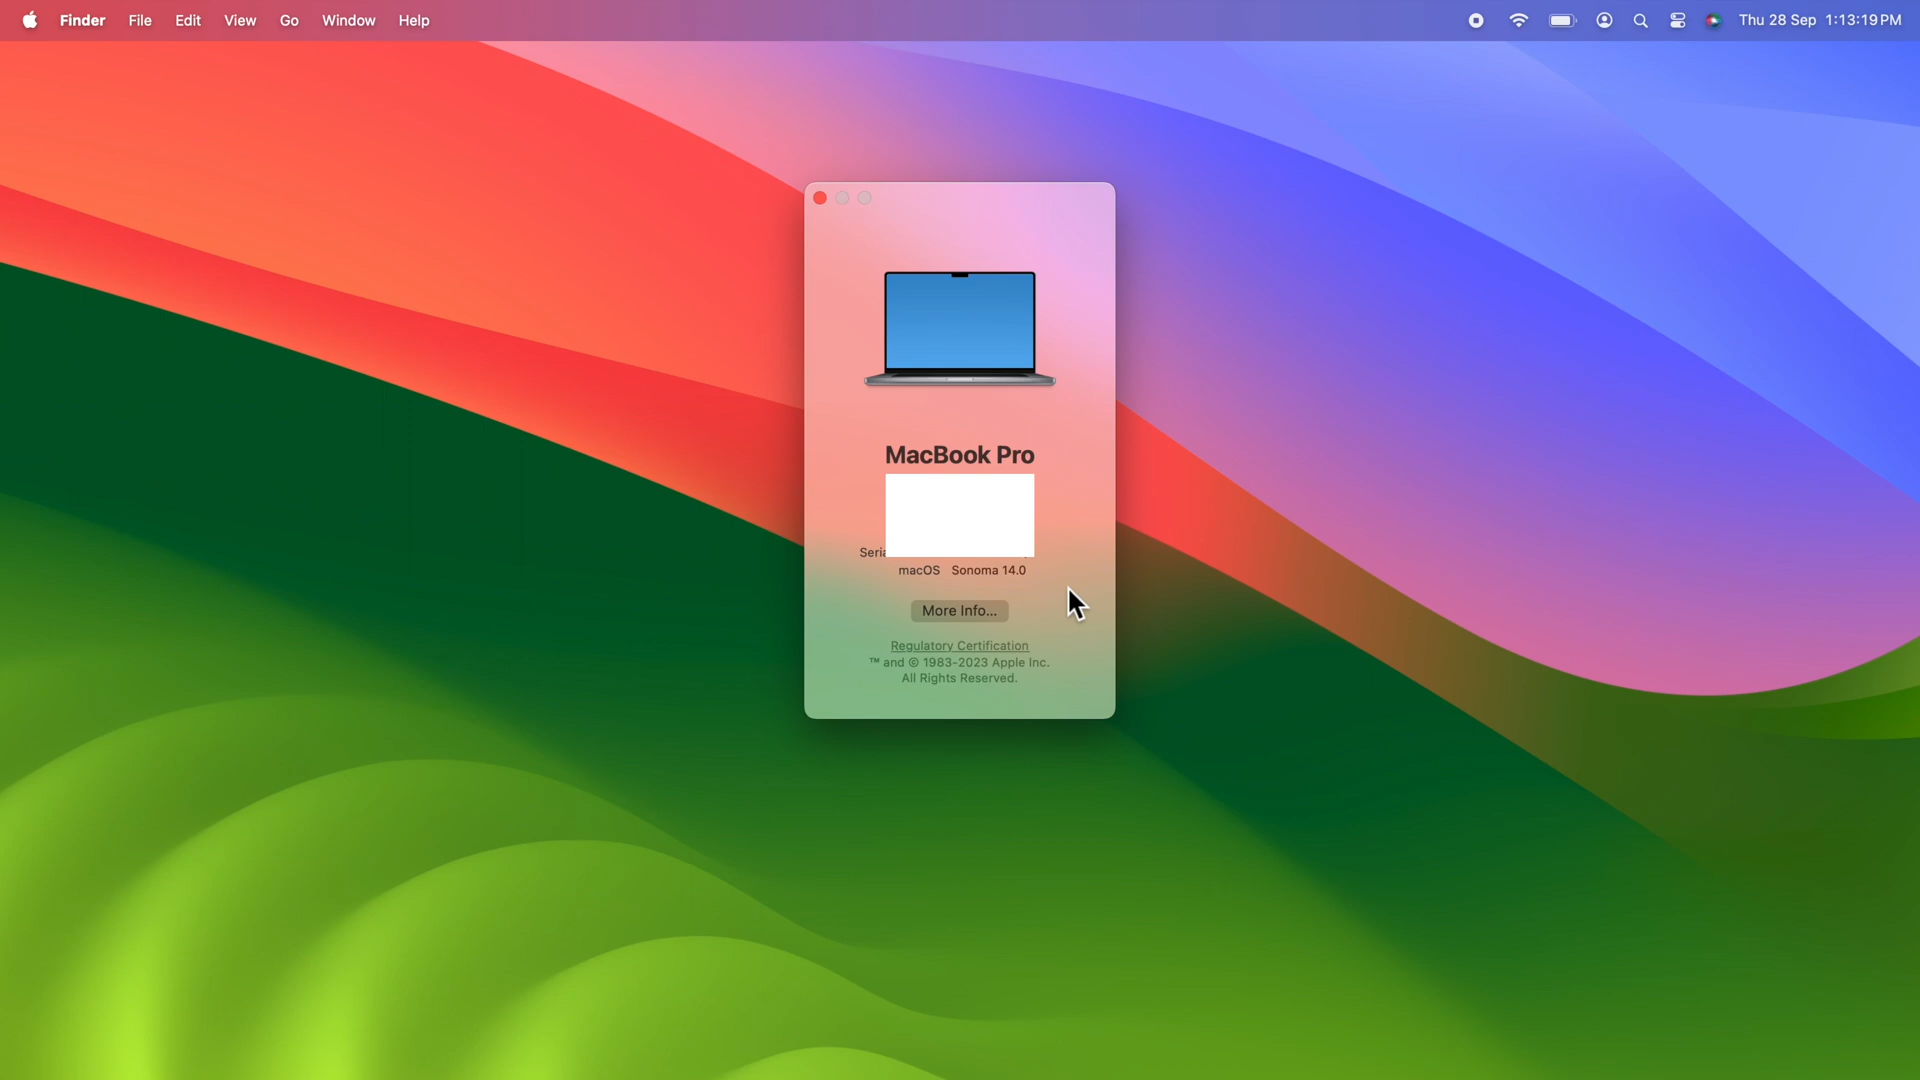 Finder File Edit View Go Window Help
Thu 28 Sep 1:13:19 PM
MacBook Pro
macOS Sonoma 14.0
More Info...
Regulatory Certification
™ and © 1983-2023 Apple Inc.
All Rights Reserved.